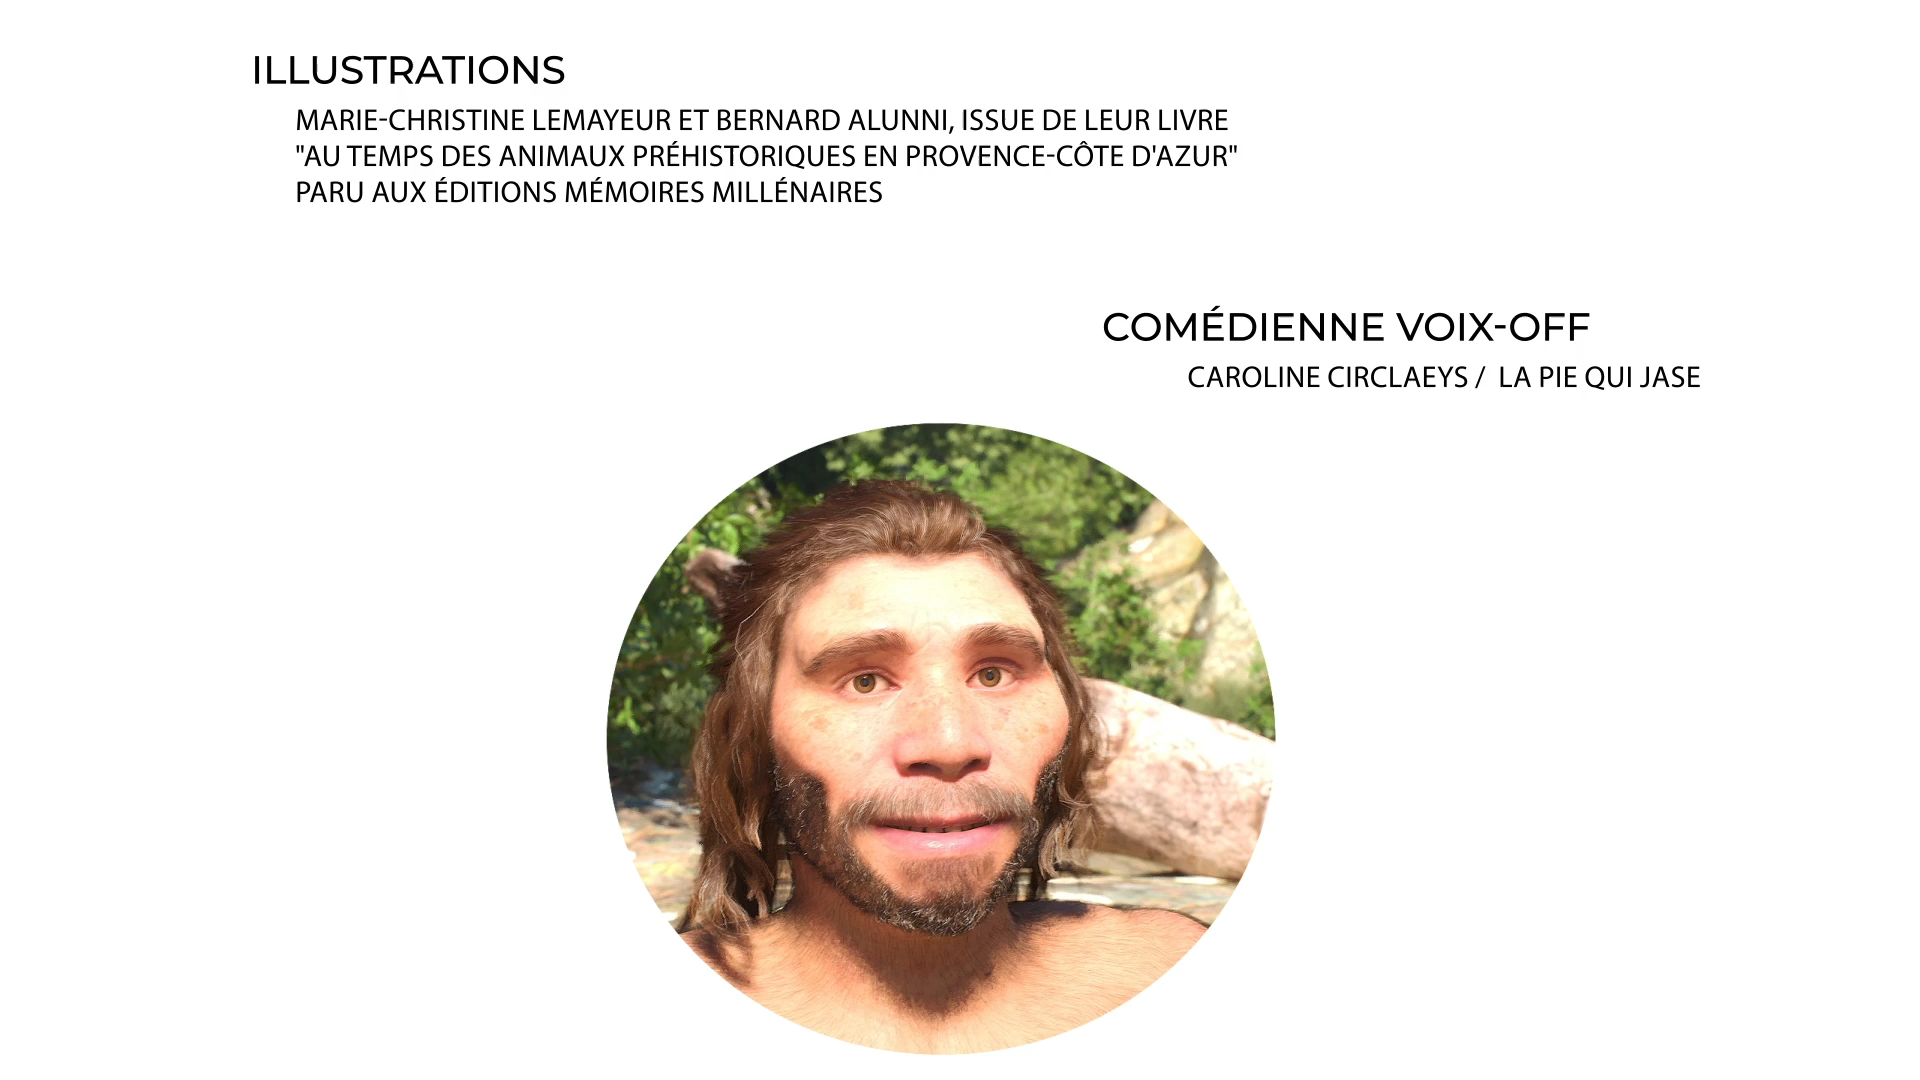 ILLUSTRATIONS
MARIE-CHRISTINE LEMAYEUR ET BERNARD ALUNNI, ISSUE DE LEUR LIVRE
"AU TEMPS DES ANIMAUX PRÉHISTORIQUES EN PROVENCE-CÔTE D'AZUR"
PARU AUX ÉDITIONS MÉMOIRES MILLÉNAIRES
COMÉDIENNE VOIX-OFF
CAROLINE CIRCLAEYS /  LA PIE QUI JASE